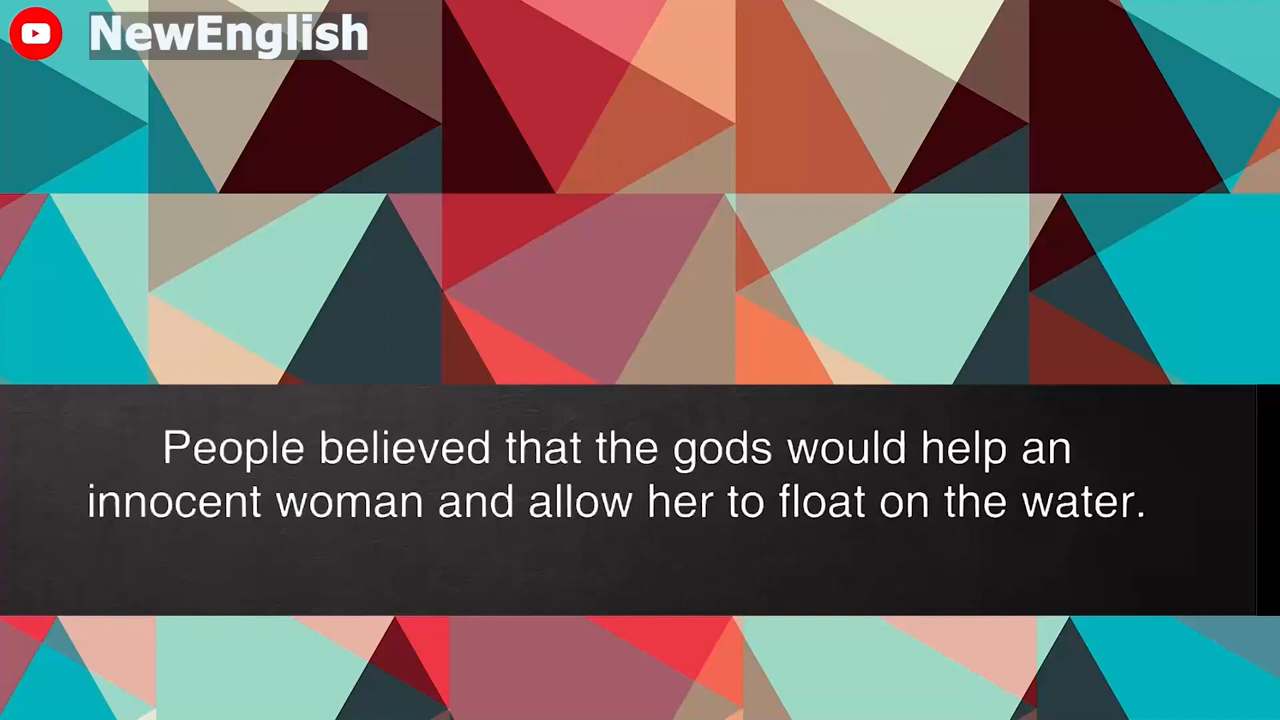 NewEnglish
People believed that the gods would help an
innocent woman and allow her to float on the water.